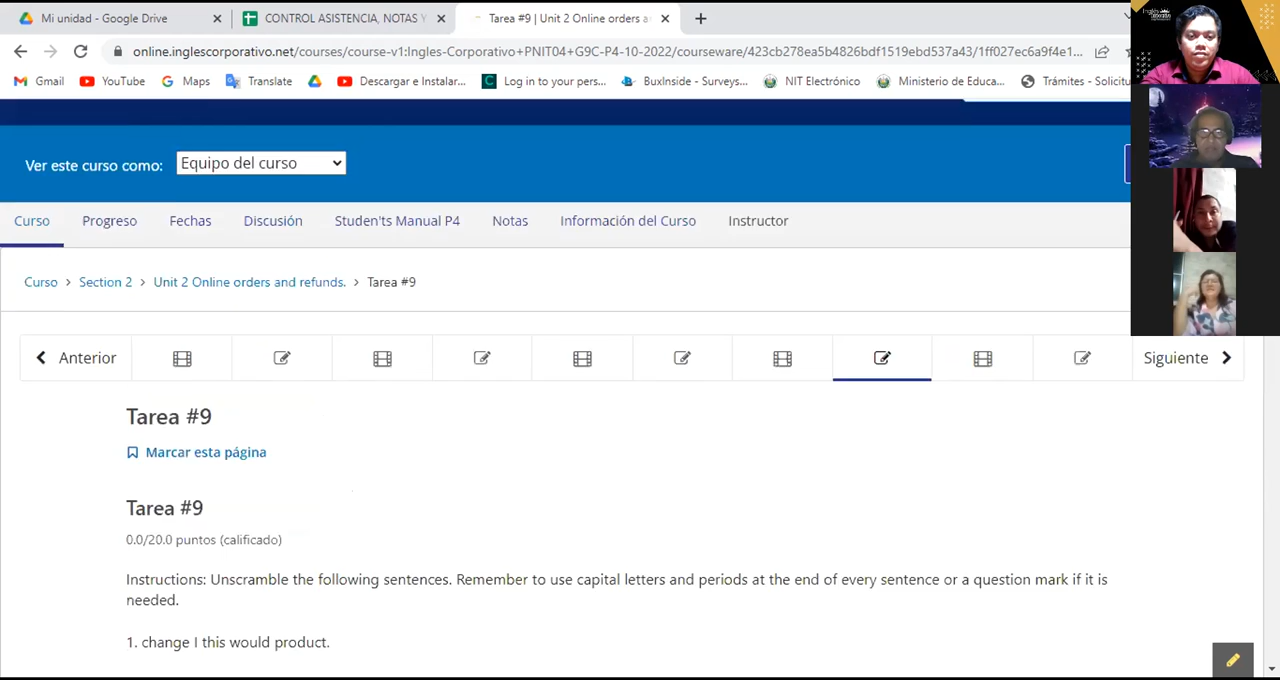 Mi unidad - Google Drive
CONTROL ASISTENCIA, NOTAS Y
Tarea #9 | Unit 2 Online orders a
online.inglescorporativo.net/courses/course-v1:Ingles-Corporativo+PNIT04+G9C-P4-10-2022/courseware/423cb278ea5b4826bdf1519ebd537a43/1ff027ec6a9f4e1...
Gmail
YouTube
Maps
Translate
Descargar e Instalar...
Log in to your pers...
BuxInside - Surveys...
NIT Electrónico
Ministerio de Educa...
Trámites - Solicitu
Ver este curso como:
Equipo del curso
Curso
Progreso
Fechas
Discusión
Studen'ts Manual P4
Notas
Información del Curso
Instructor
Curso > Section 2 > Unit 2 Online orders and refunds. > Tarea #9
Anterior
Siguiente
Tarea #9
Marcar esta página
Tarea #9
0.0/20.0 puntos (calificado)
Instructions: Unscramble the following sentences. Remember to use capital letters and periods at the end of every sentence or a question mark if it is
needed.
1. change I this would product.